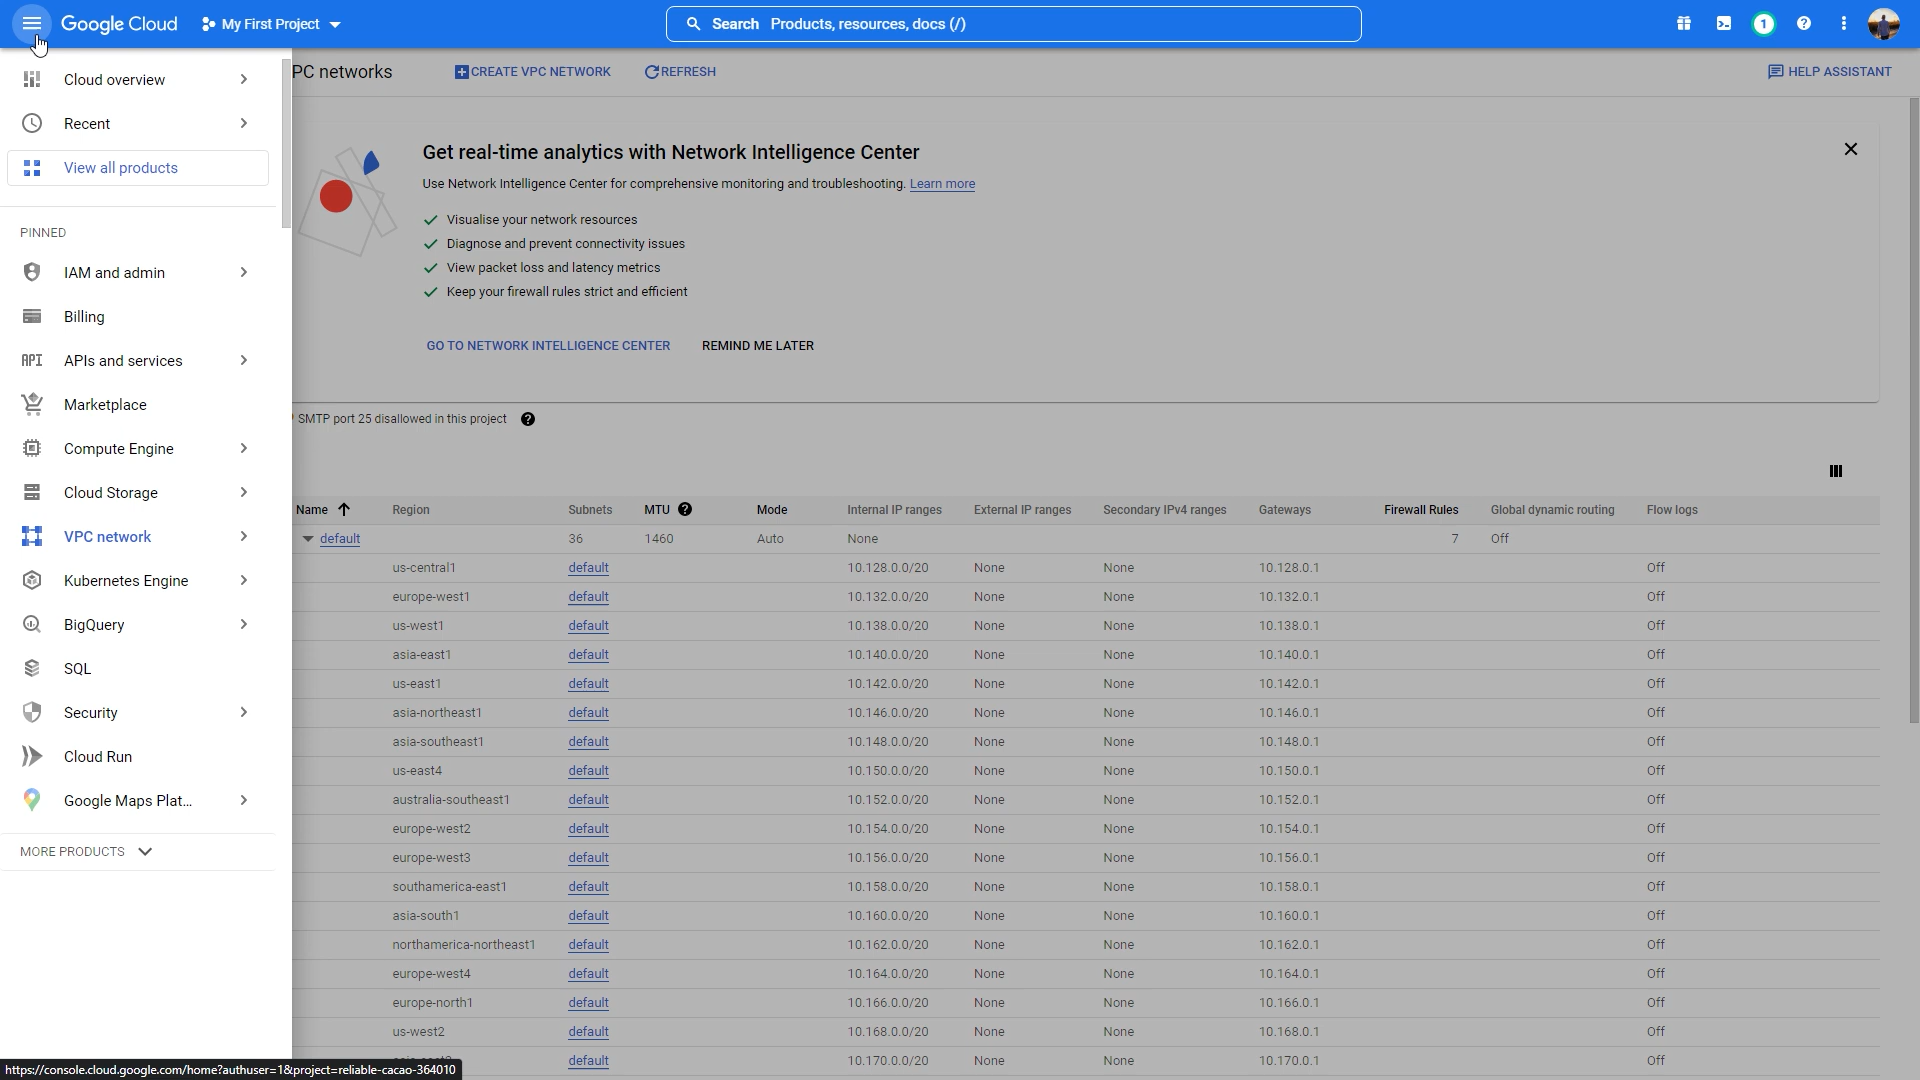 Google Cloud
My First Project
Search Products, resources, docs (/)
1
Cloud overview
Recent
View all products
PINNED
IAM and admin
Billing
API APIs and services
Marketplace
Compute Engine
Cloud Storage
VPC network
Kubernetes Engine
BigQuery
SQL
Security
Cloud Run
Google Maps Plat...
MORE PRODUCTS
PC networks
CREATE VPC NETWORK
REFRESH
HELP ASSISTANT
Get real-time analytics with Network Intelligence Center
Use Network Intelligence Center for comprehensive monitoring and troubleshooting. Learn more
Visualise your network resources
Diagnose and prevent connectivity issues
View packet loss and latency metrics
Keep your firewall rules strict and efficient
GO TO NETWORK INTELLIGENCE CENTER REMIND ME LATER
SMTP port 25 disallowed in this project
Name Region Subnets MTU Mode Internal IP ranges External IP ranges Secondary IPv4 ranges Gateways Firewall Rules Global dynamic routing Flow logs
default 36 1460 Auto None 7 Off
us-central1 default 10.128.0.0/20 None None 10.128.0.1 Off
europe-west1 default 10.132.0.0/20 None None 10.132.0.1 Off
us-west1 default 10.138.0.0/20 None None 10.138.0.1 Off
asia-east1 default 10.140.0.0/20 None None 10.140.0.1 Off
us-east1 default 10.142.0.0/20 None None 10.142.0.1 Off
asia-northeast1 default 10.146.0.0/20 None None 10.146.0.1 Off
asia-southeast1 default 10.148.0.0/20 None None 10.148.0.1 Off
us-east4 default 10.150.0.0/20 None None 10.150.0.1 Off
australia-southeast1 default 10.152.0.0/20 None None 10.152.0.1 Off
europe-west2 default 10.154.0.0/20 None None 10.154.0.1 Off
europe-west3 default 10.156.0.0/20 None None 10.156.0.1 Off
southamerica-east1 default 10.158.0.0/20 None None 10.158.0.1 Off
asia-south1 default 10.160.0.0/20 None None 10.160.0.1 Off
northamerica-northeast1 default 10.162.0.0/20 None None 10.162.0.1 Off
europe-west4 default 10.164.0.0/20 None None 10.164.0.1 Off
europe-north1 default 10.166.0.0/20 None None 10.166.0.1 Off
us-west2 default 10.168.0.0/20 None None 10.168.0.1 Off
default 10.170.0.0/20 None None 10.170.0.1 Off
https://console.cloud.google.com/home?authuser=1&project=reliable-cacao-364010